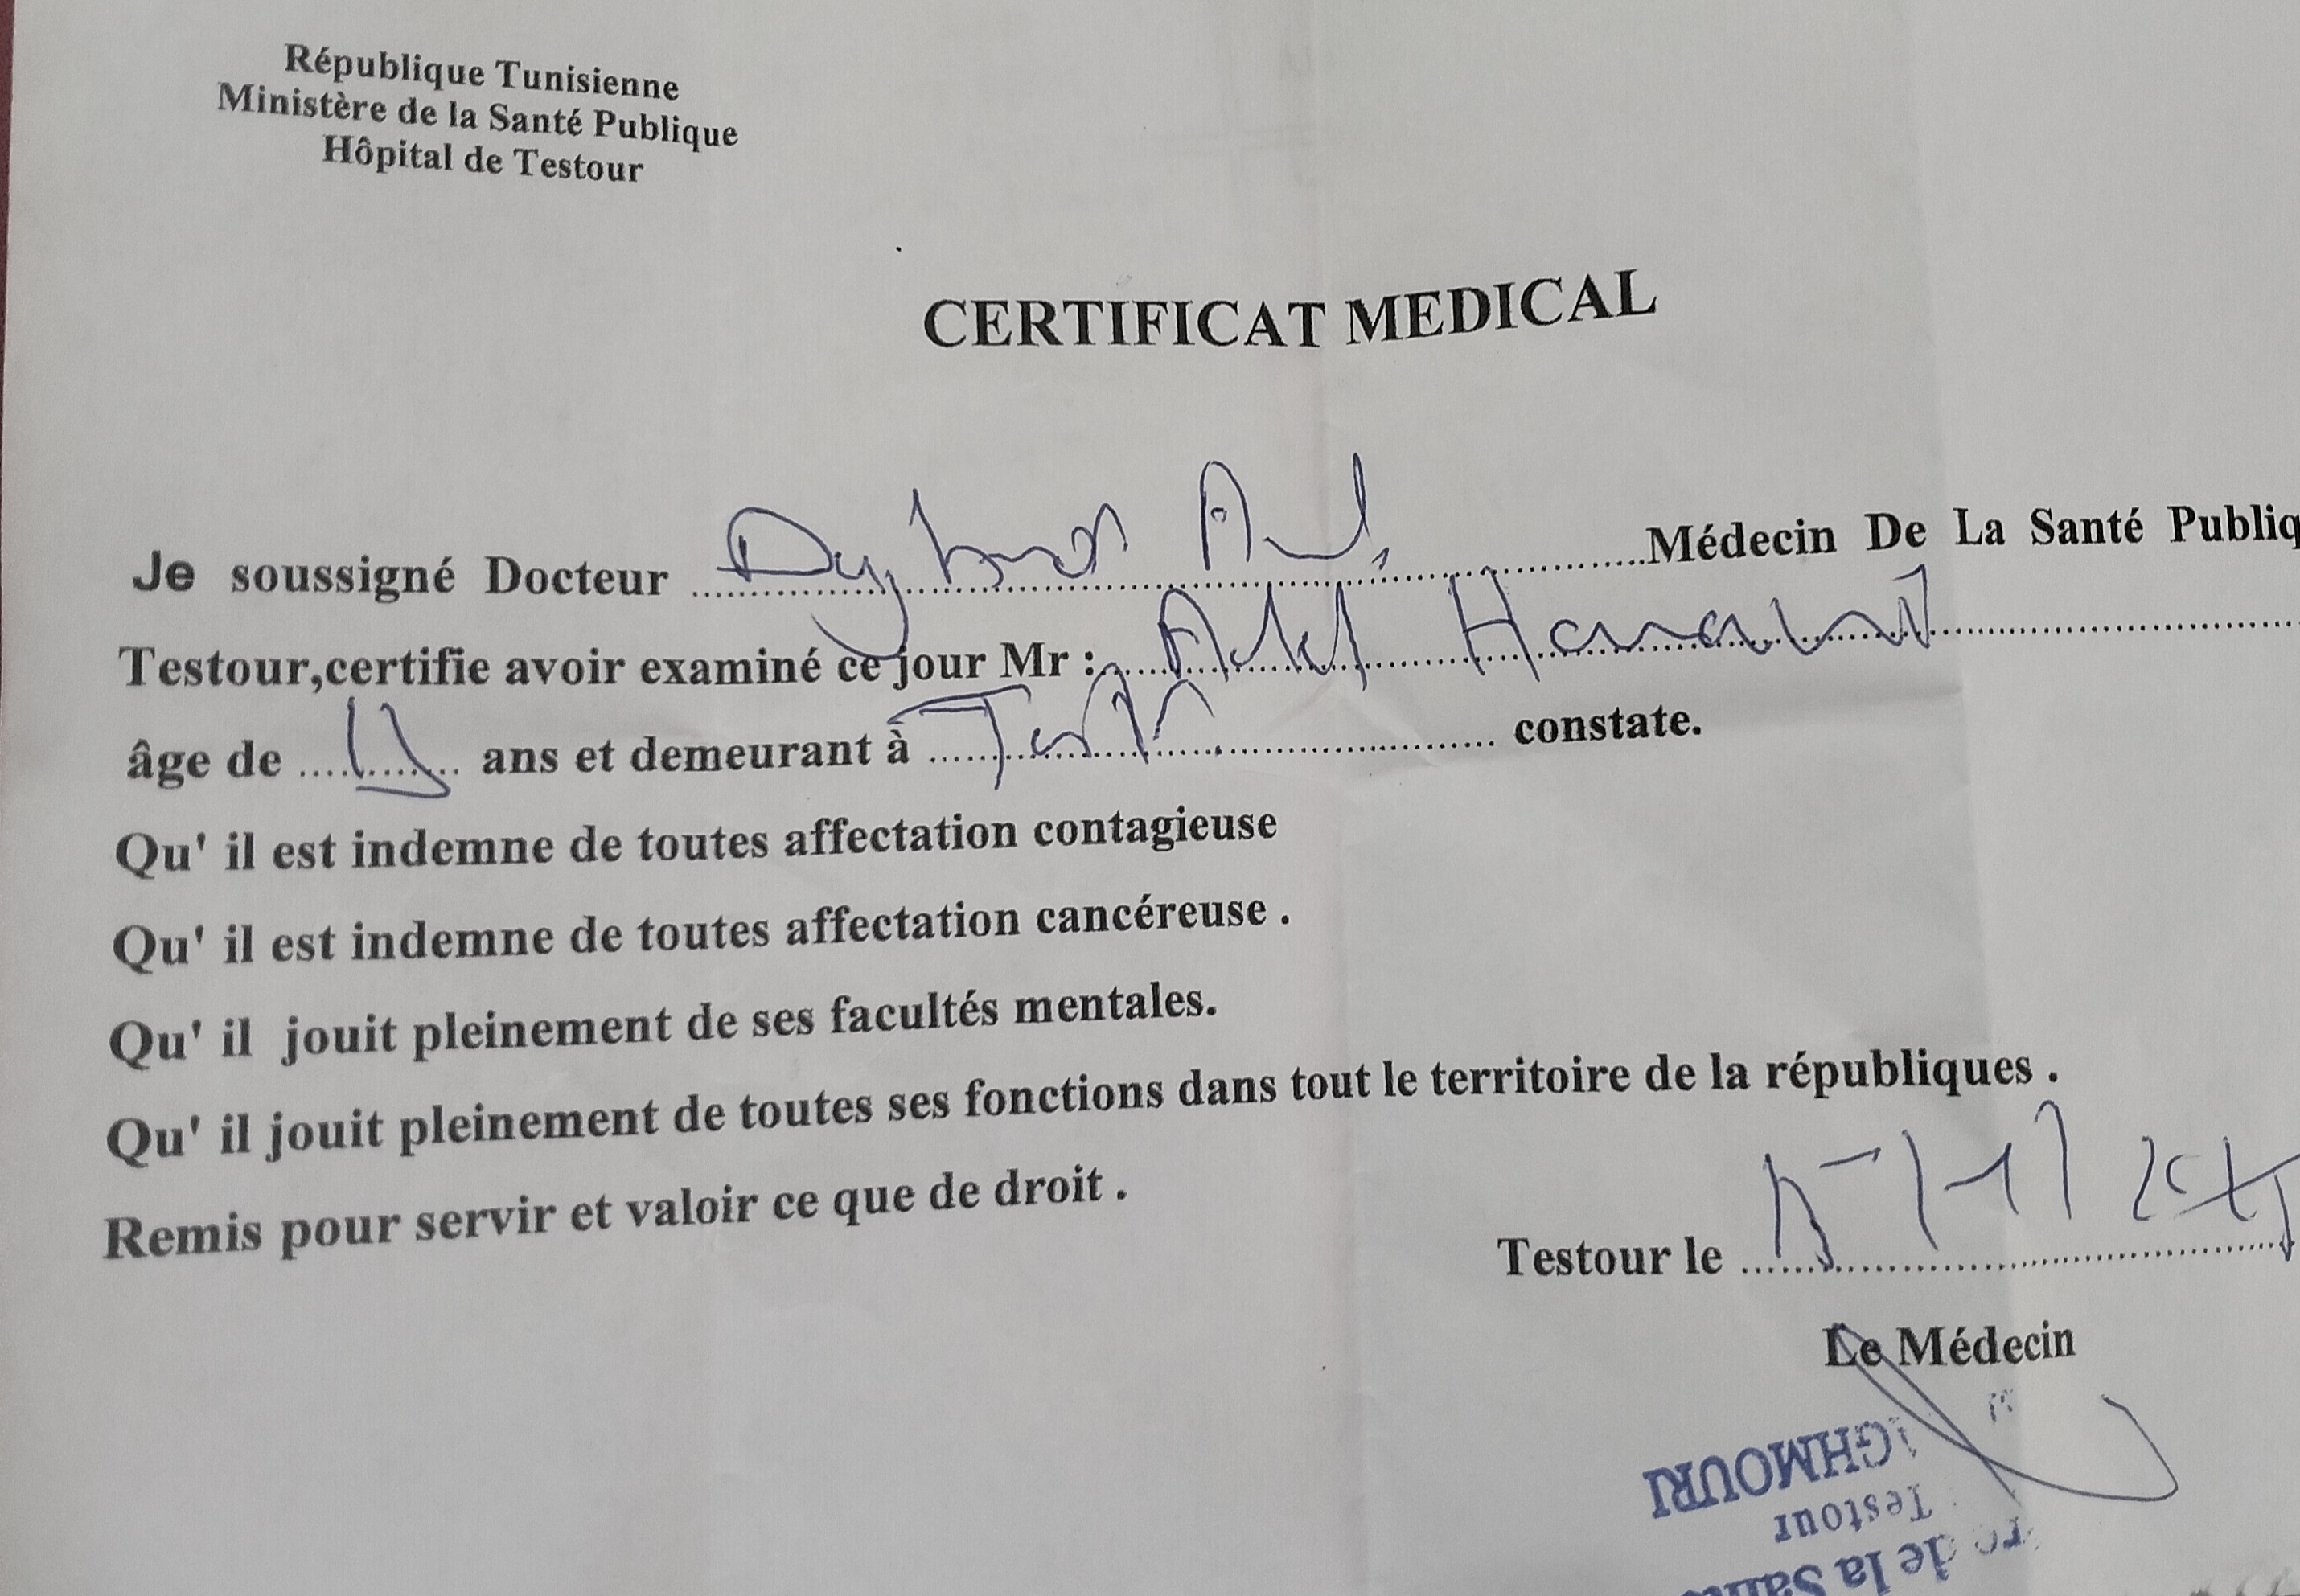 République Tunisienne
Ministère de la Santé Publique
Hôpital de Testour
CERTIFICAT MEDICAL
Je soussigné Docteur Médecin De La Santé Publiq
Testour,certifie avoir examiné ce jour Mr :
âge de ans et demeurant à constate.
Qu' il est indemne de toutes affectation contagieuse
Qu' il est indemne de toutes affectation cancéreuse .
Qu' il jouit pleinement de ses facultés mentales.
Qu' il jouit pleinement de toutes ses fonctions dans tout le territoire de la républiques .
Remis pour servir et valoir ce que de droit .
Testour le
Le Médecin
GHMOURI
Testour
de la